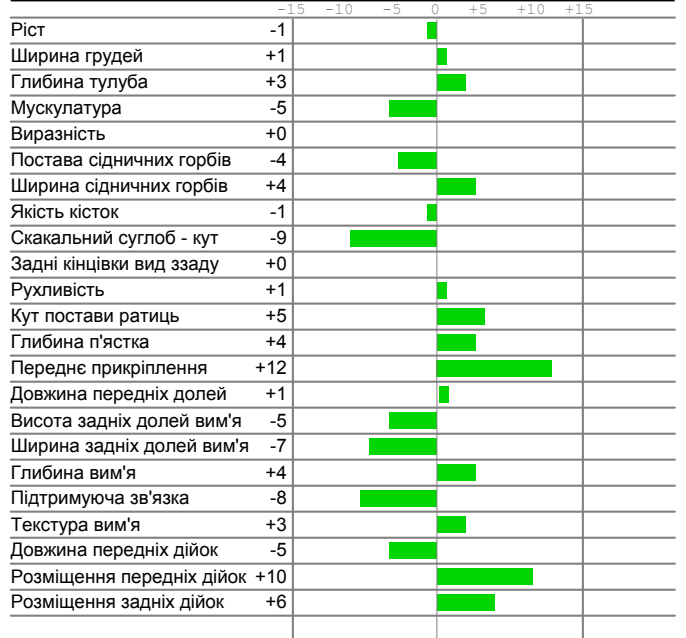 -15 -10 -5 0 +5 +10 +15
Ріст -1
Ширина грудей +1
Глибина тулуба +3
Мускулатура -5
Виразність +0
Постава сідничних горбів -4
Ширина сідничних горбів +4
Якість кісток -1
Скакальний суглоб - кут -9
Задні кінцівки вид ззаду +0
Рухливість +1
Кут постави ратиць +5
Глибина п'ястка +4
Переднє прикріплення +12
Довжина передніх долей +1
Висота задніх долей вим'я -5
Ширина задніх долей вим'я -7
Глибина вим'я +4
Підтримуюча зв'язка -8
Текстура вим'я +3
Довжина передніх дійок -5
Розміщення передніх дійок +10
Розміщення задніх дійок +6